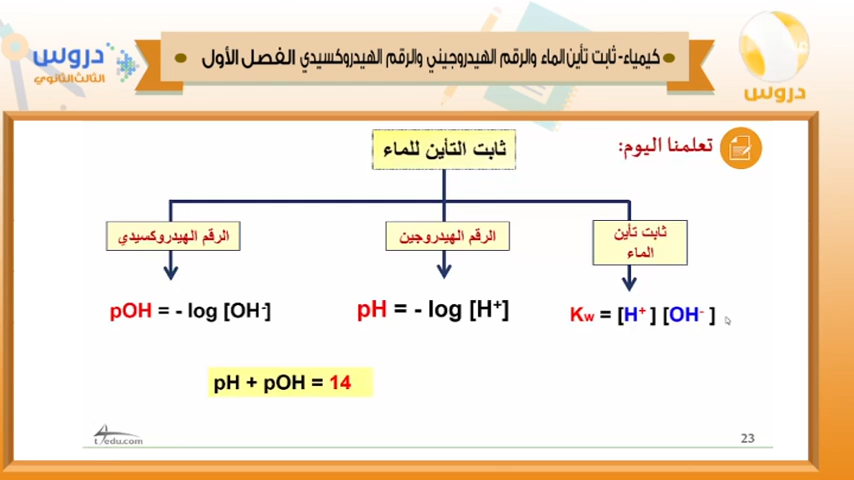 كيمياء- ثابت تأين الماء والرقم الهيدروجيني والرقم الهيدروكسيدي الفصل الأول
دروس
الثالث الثانوي
دروس
تعلمنا اليوم:
ثابت التأين للماء
ثابت تأين
الماء
الرقم الهيدروجين
الرقم الهيدروكسيدي
Kw = [H⁺ ] [OH⁻ ]
pH = - log [H⁺]
pOH = - log [OH⁻]
pH + pOH = 14
t4edu.com
23